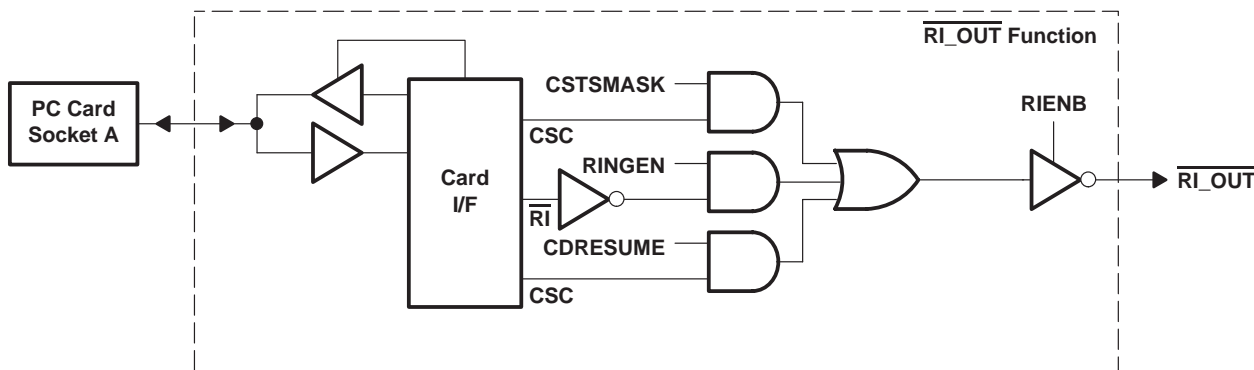 RI_OUT Function
PC Card
Socket A
CSTSMASK
CSC
RINGEN
Card
I/F
RI
CDRESUME
CSC
RIENB
RI_OUT